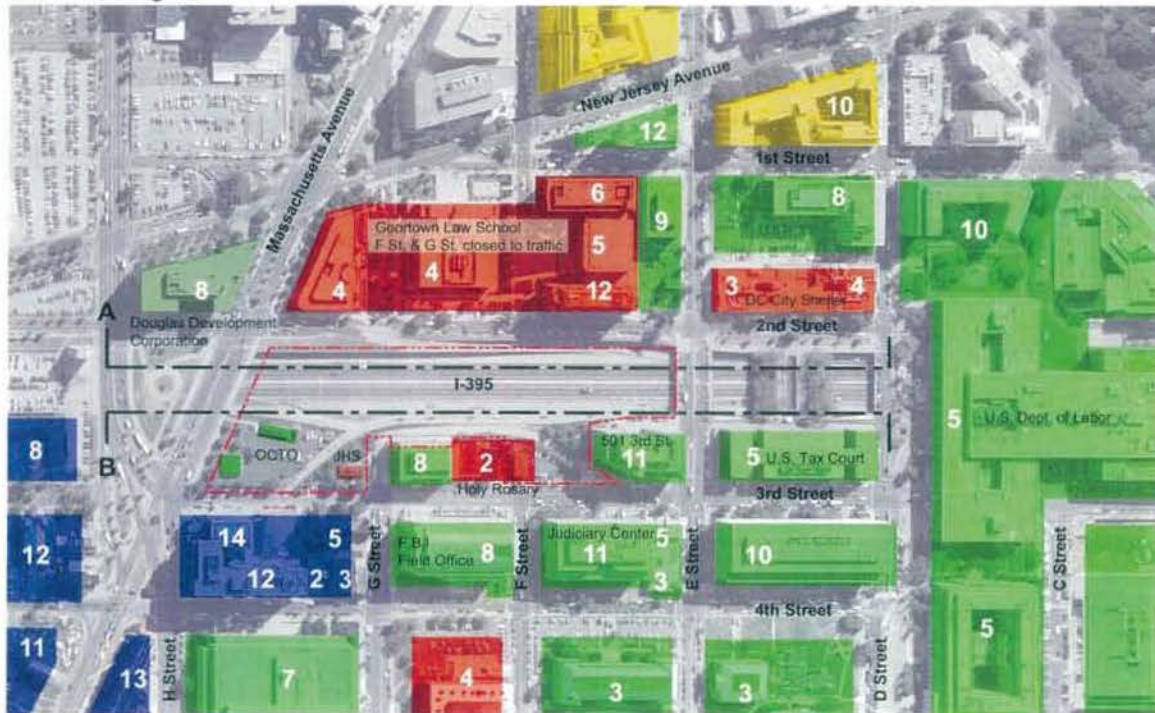 New Jersey Avenue
10
12
1st Street
Massachusetts Avenue
6
9
8
10
Geortown Law School
F St. & G St. closed to traffic
5
4
4
12
3
4
DC City Shelter
2nd Street
8
A
Douglas Development
Corporation
I-395
5
U.S. Dept. of Labor
8
B
OCTO
JHS
8
2
Holy Rosary
501 3rd St.
11
5
U.S. Tax Court
3rd Street
12
14
5
12
2
3
G Street
F.B.I
Field Office
8
F Street
Judiciary Center
5
11
3
E Street
10
4th Street
C Street
5
11
13
H Street
7
4
3
3
D Street